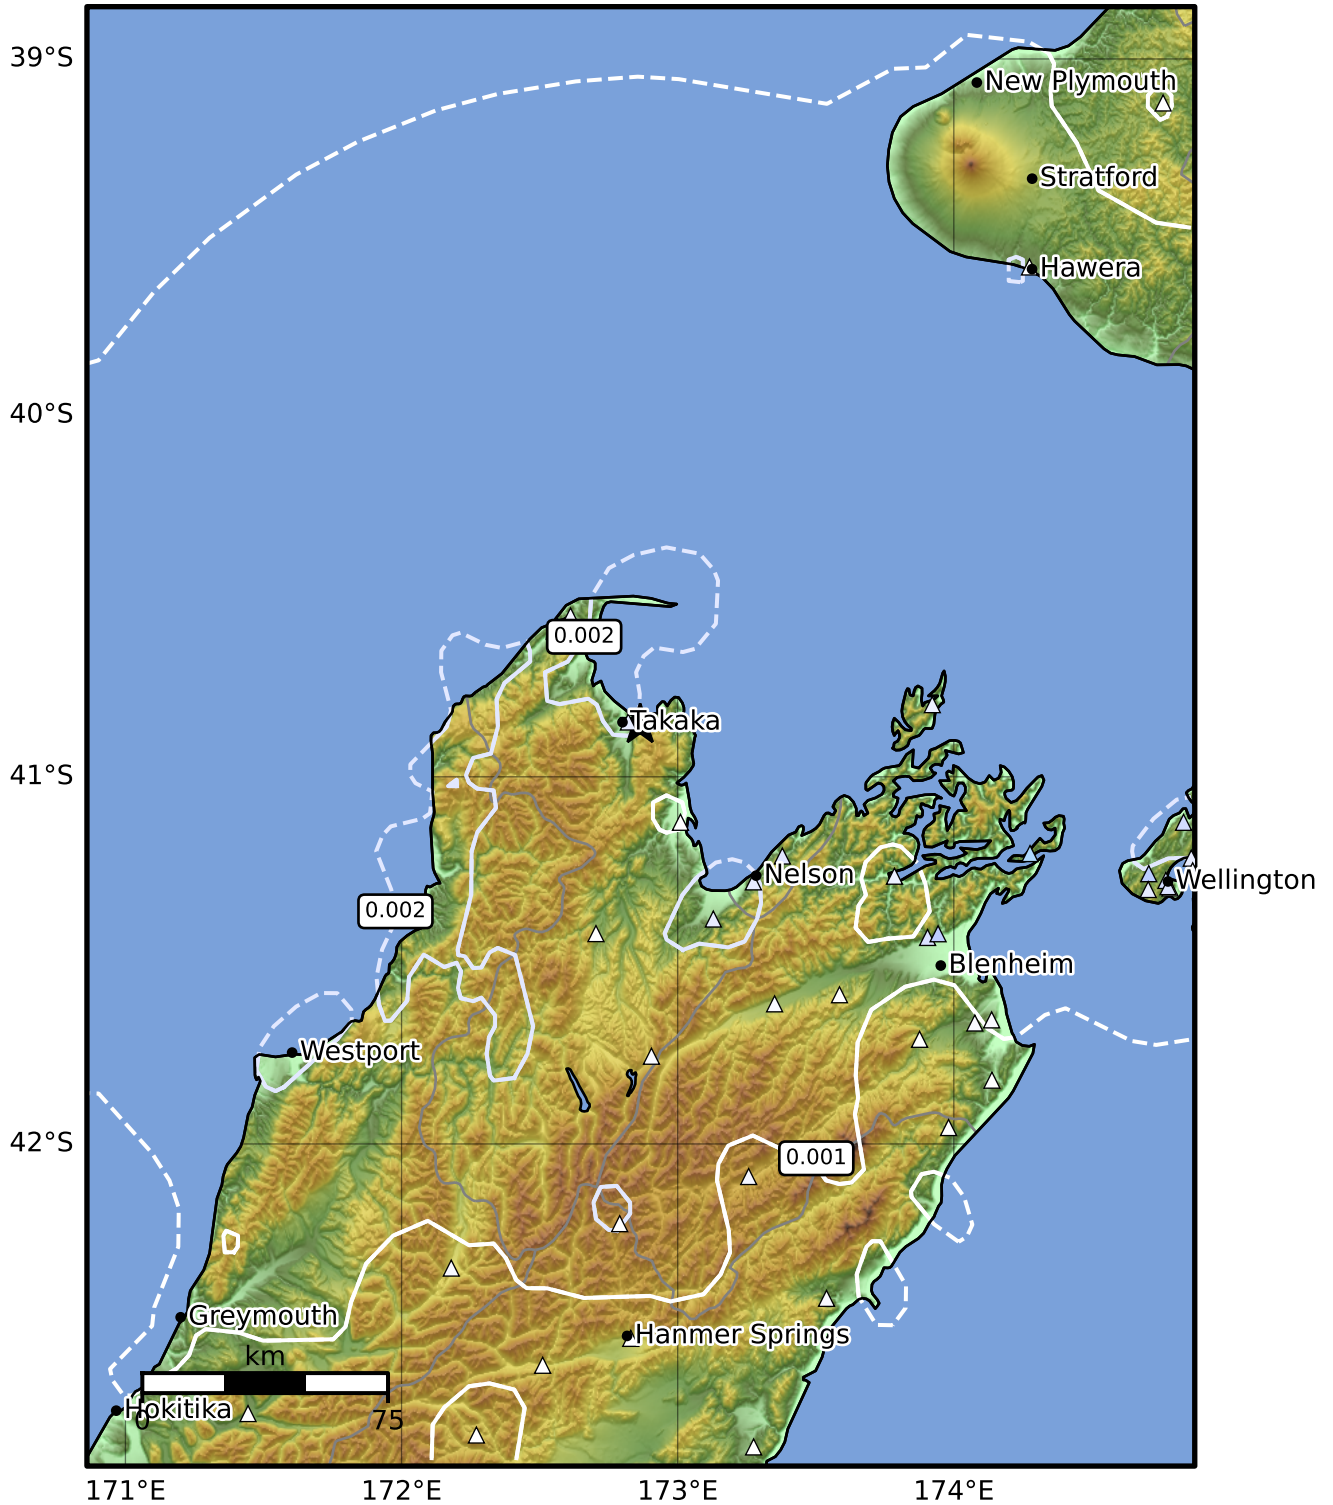 39°S
New Plymouth
Stratford
Hawera
40°S
0.002
Takaka
41°S
Nelson
Wellington
0.002
Blenheim
Westport
42°S
0.001
Greymouth
Hanmer Springs
km
Hokitika
0
75
171°E
172°E
173°E
174°E